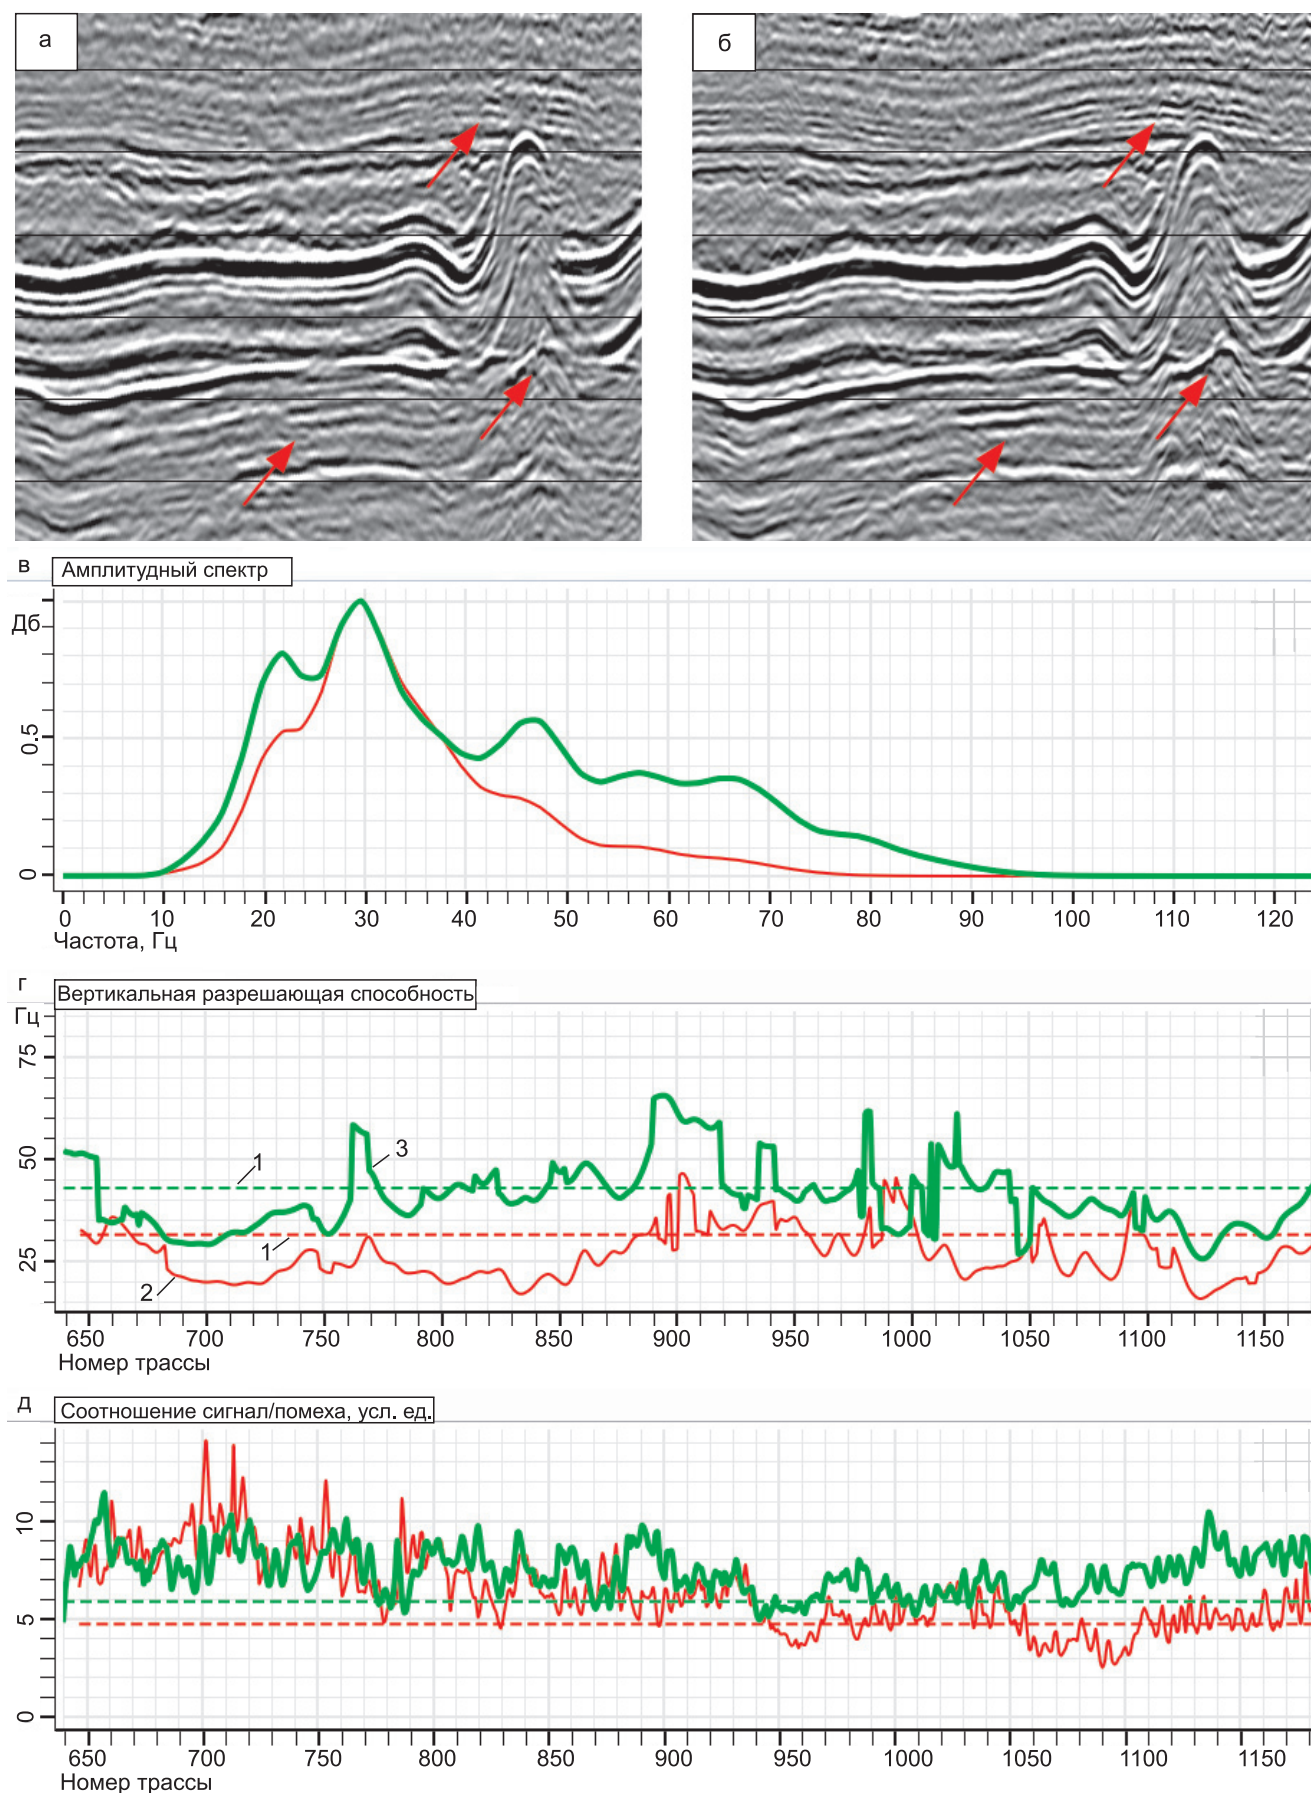 а
б
в
Амплитудный спектр
Дб
0.5
0
0 10 20 30 40 50 60 70 80 90 100 110 120
Частота, Гц
г
Вертикальная разрешающая способность
Гц
75
50
25
1
3
1
2
650 700 750 800 850 900 950 1000 1050 1100 1150
Номер трассы
д
Соотношение сигнал/помеха, усл. ед.
10
5
0
650 700 750 800 850 900 950 1000 1050 1100 1150
Номер трассы